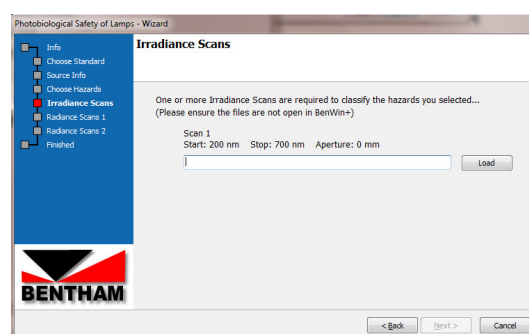 Photobiological Safety of Lamps - Wizard
Info
Choose Standard
Source Info
Choose Hazards
Irradiance Scans
Radiance Scans 1
Radiance Scans 2
Finished
Irradiance Scans
One or more Irradiance Scans are required to classify the hazards you selected...
(Please ensure the files are not open in BenWin+)
Scan 1
Start: 200 nm Stop: 700 nm Aperture: 0 mm
Load
BENTHAM
< Back Next > Cancel